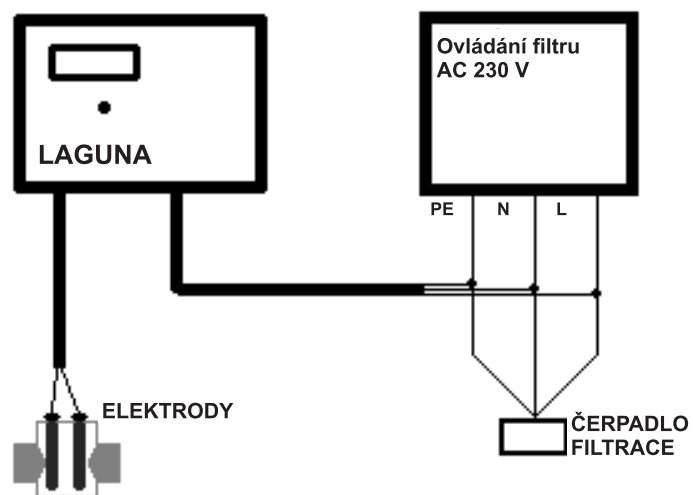 Ovládání filtru
AC 230 V
LAGUNA
PE N L
ELEKTRODY
ČERPADLO
FILTRACE